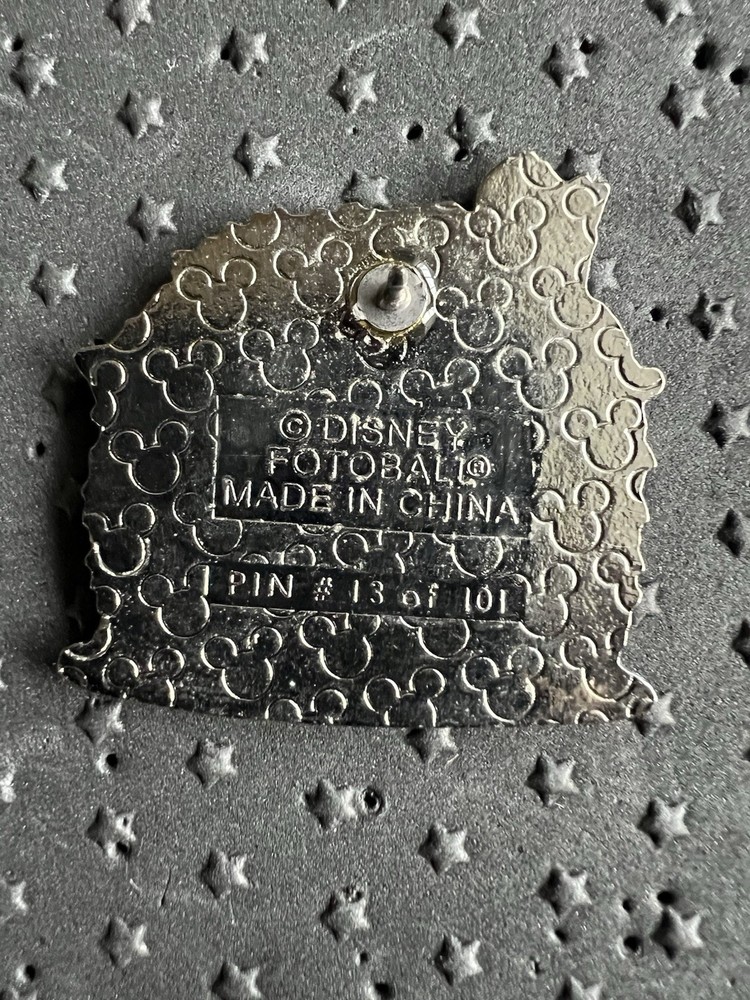 © DISNEY
FOTOBALL®
MADE IN CHINA
PIN # 13 of 101